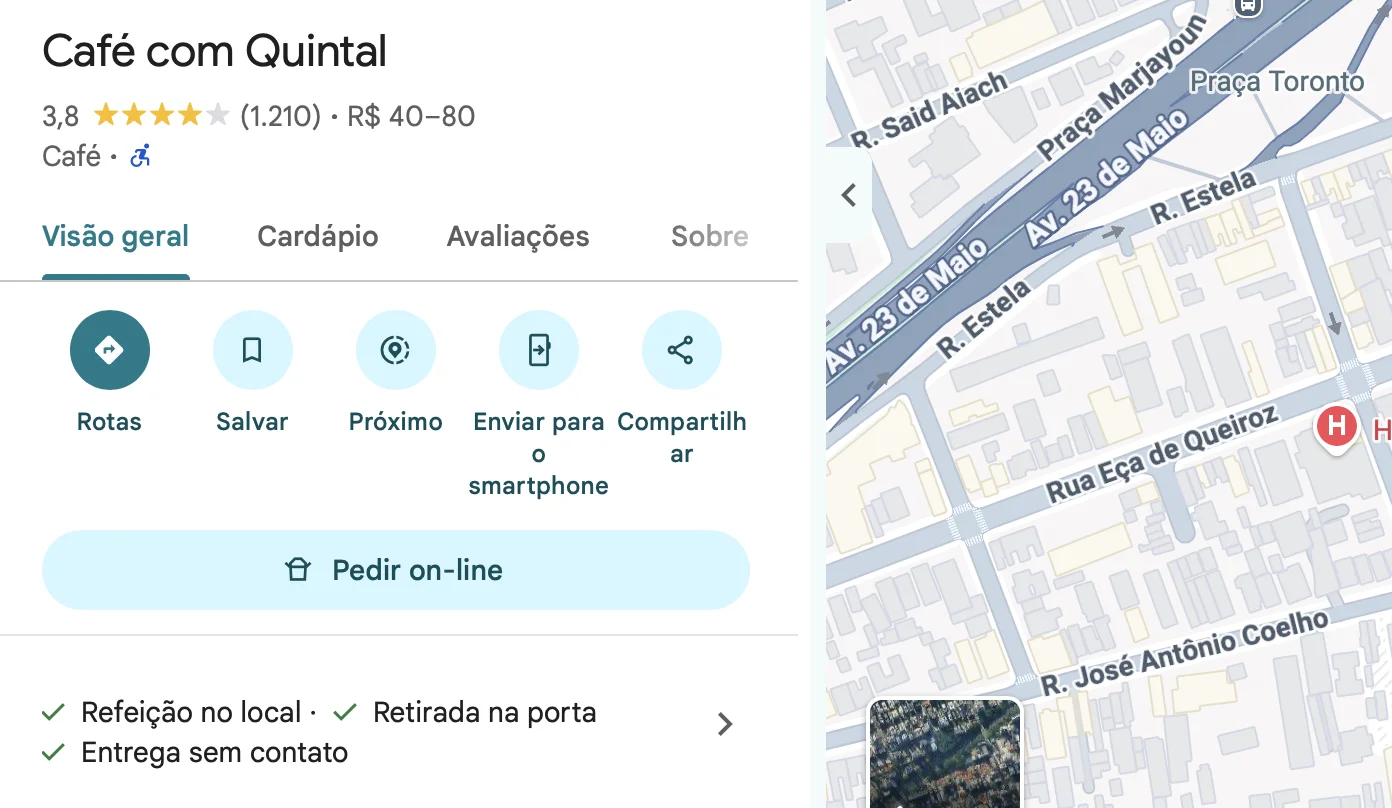 Café com Quintal
3,8 (1.210) · R$ 40–80
Café ·
Visão geral Cardápio Avaliações Sobre
Rotas
Salvar
Próximo
Enviar para
o
smartphone
Compartilh
ar
Pedir on-line
Refeição no local · Retirada na porta
Entrega sem contato
R. Said Aiach
Praça Marjayoun
Praça Toronto
Av. 23 de Maio
R. Estela
Av. 23 de Maio
R. Estela
Rua Eça de Queiroz
H
H
R. José Antônio Coelho